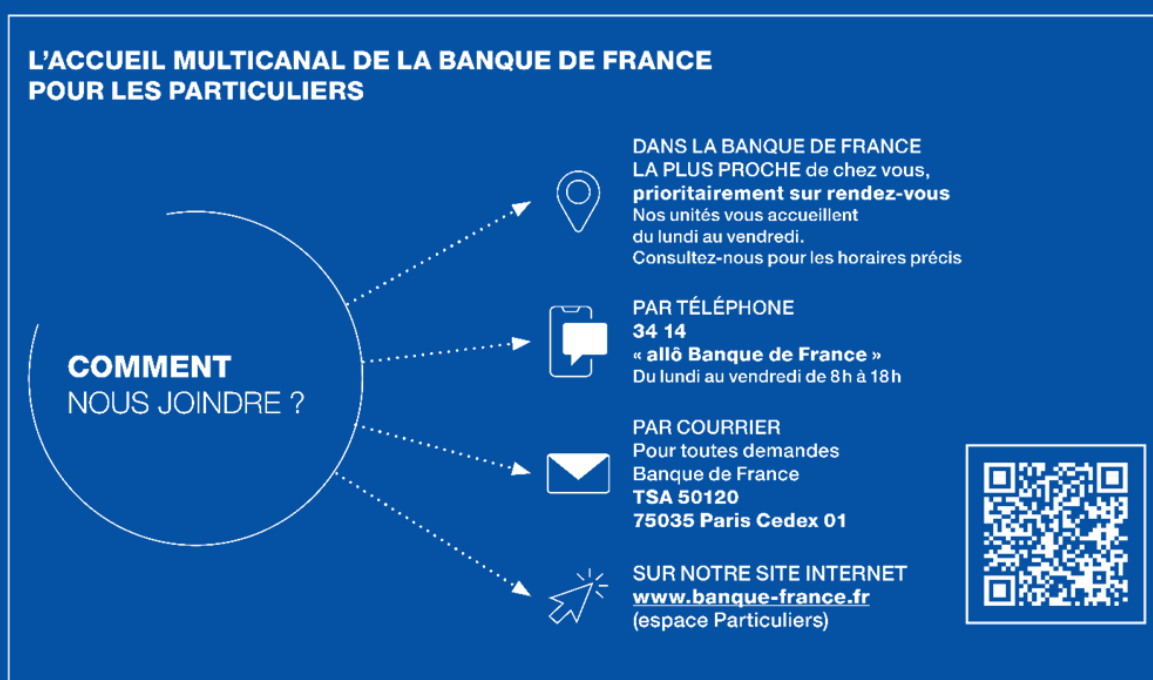 L'ACCUEIL MULTICANAL DE LA BANQUE DE FRANCE
POUR LES PARTICULIERS
COMMENT
NOUS JOINDRE ?
DANS LA BANQUE DE FRANCE
LA PLUS PROCHE de chez vous,
prioritairement sur rendez-vous
Nos unités vous accueillent
du lundi au vendredi.
Consultez-nous pour les horaires précis
PAR TÉLÉPHONE
34 14
« allô Banque de France »
Du lundi au vendredi de 8h à 18h
PAR COURRIER
Pour toutes demandes
Banque de France
TSA 50120
75035 Paris Cedex 01
SUR NOTRE SITE INTERNET
www.banque-france.fr
(espace Particuliers)